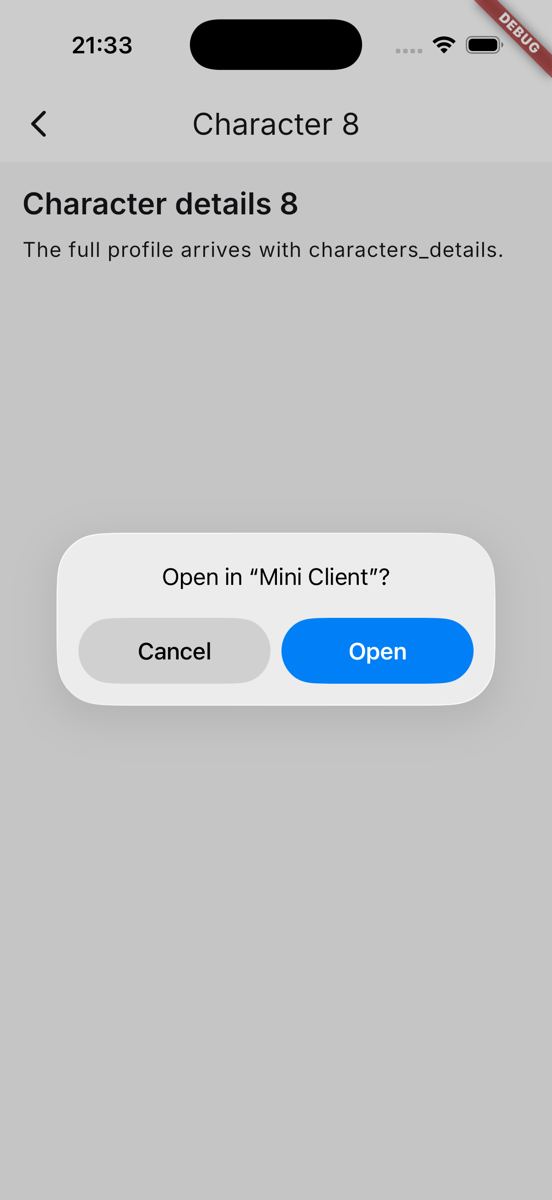 21:33
DEBUG
Character 8
Character details 8
The full profile arrives with characters_details.
Open in “Mini Client”?
Cancel
Open